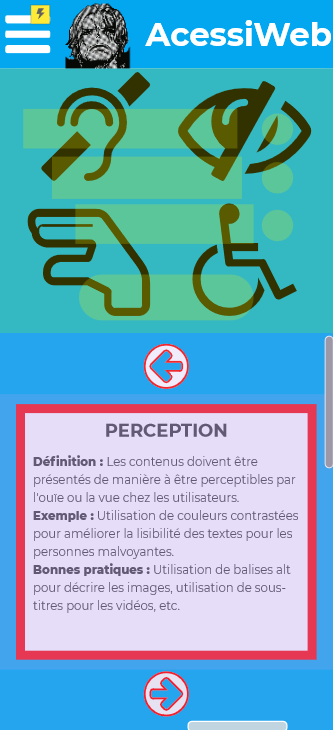 AcessiWeb
PERCEPTION
Définition : Les contenus doivent être
présentés de manière à être perceptibles par
l'ouïe ou la vue chez les utilisateurs.
Exemple : Utilisation de couleurs contrastées
pour améliorer la lisibilité des textes pour les
personnes malvoyantes.
Bonnes pratiques : Utilisation de balises alt
pour décrire les images, utilisation de sous-
titres pour les vidéos, etc.